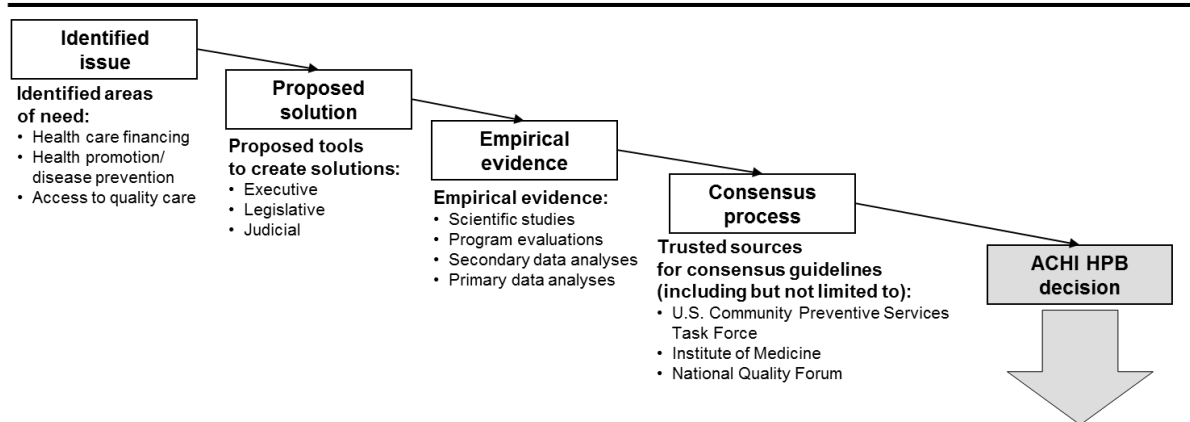 Identified
issue
Identified areas
of need:
• Health care financing
• Health promotion/
disease prevention
• Access to quality care
Proposed
solution
Proposed tools
to create solutions:
• Executive
• Legislative
• Judicial
Empirical
evidence
Empirical evidence:
• Scientific studies
• Program evaluations
• Secondary data analyses
• Primary data analyses
Consensus
process
Trusted sources
for consensus guidelines
(including but not limited to):
• U.S. Community Preventive Services
Task Force
• Institute of Medicine
• National Quality Forum
ACHI HPB
decision